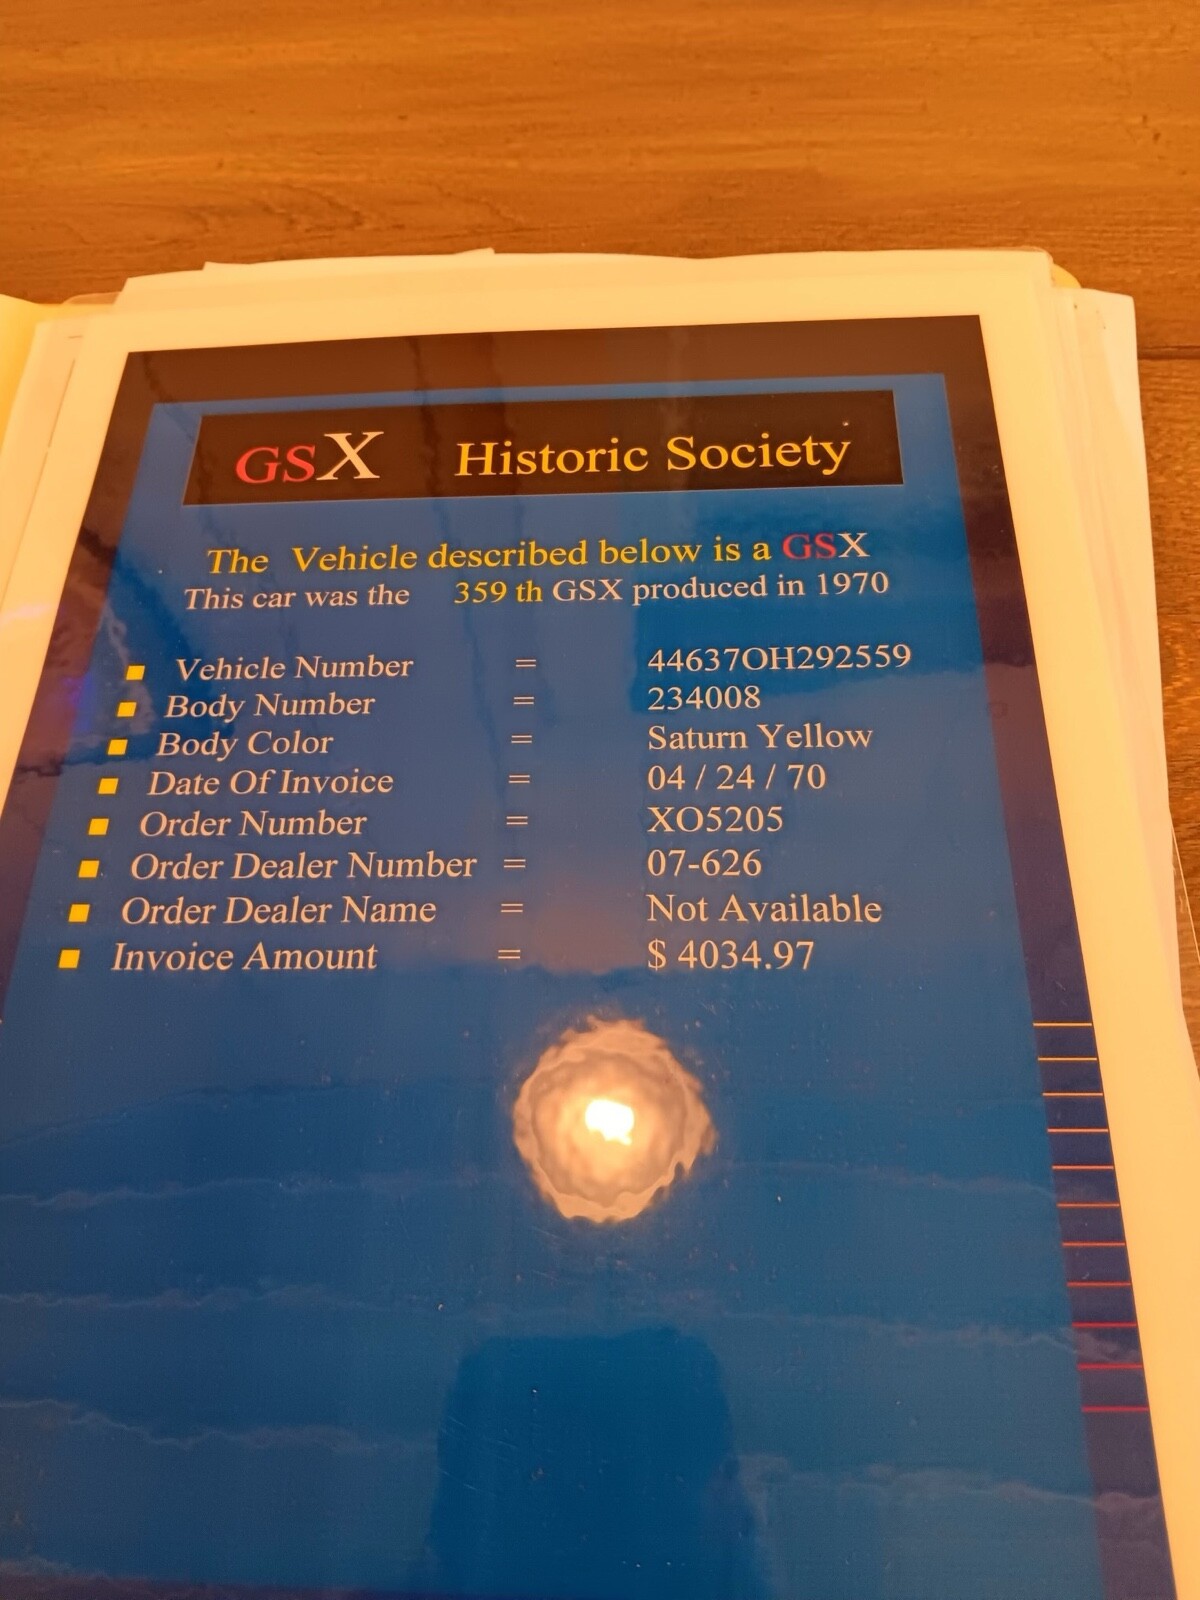 GSX Historic Society
The Vehicle described below is a GSX
This car was the 359 th GSX produced in 1970
Vehicle Number = 44637OH292559
Body Number = 234008
Body Color = Saturn Yellow
Date Of Invoice = 04 / 24 / 70
Order Number = XO5205
Order Dealer Number = 07-626
Order Dealer Name = Not Available
Invoice Amount = $ 4034.97